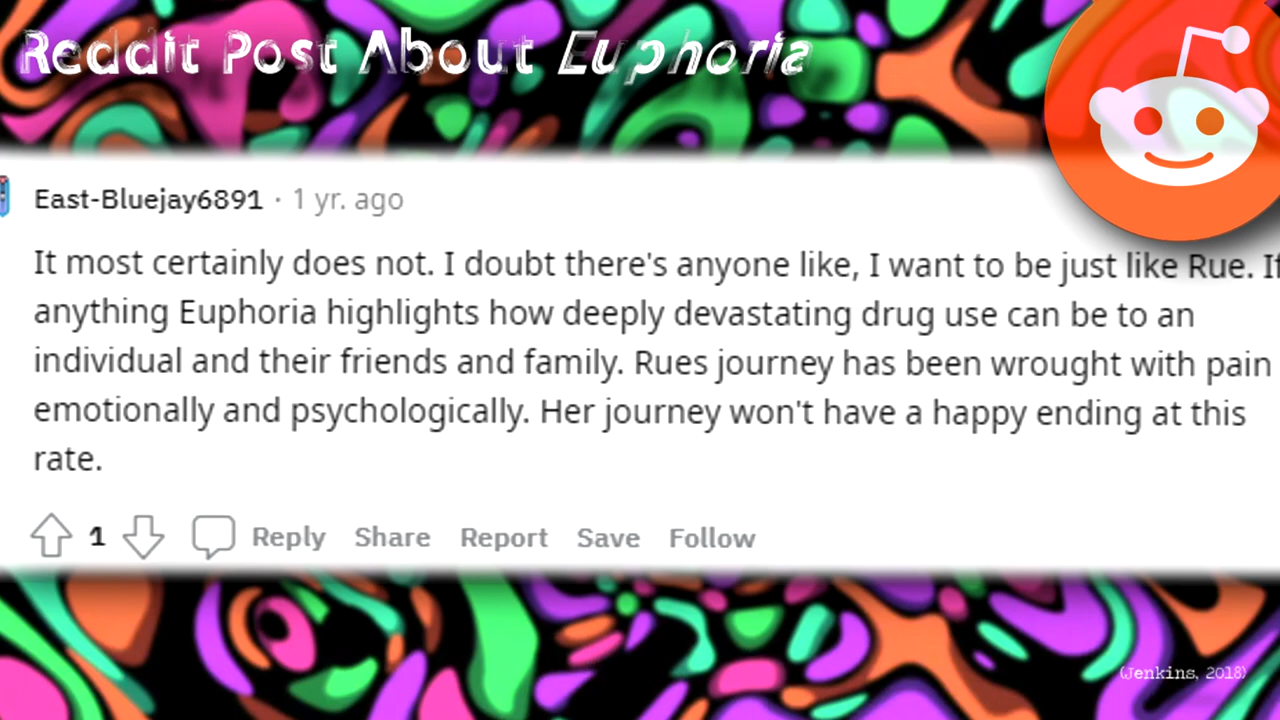 Reddit Post About Euphoria
East-Bluejay6891 · 1 yr. ago
It most certainly does not. I doubt there's anyone like, I want to be just like Rue. If
anything Euphoria highlights how deeply devastating drug use can be to an
individual and their friends and family. Rues journey has been wrought with pain
emotionally and psychologically. Her journey won't have a happy ending at this
rate.
1 Reply Share Report Save Follow
(Jenkins, 2018)